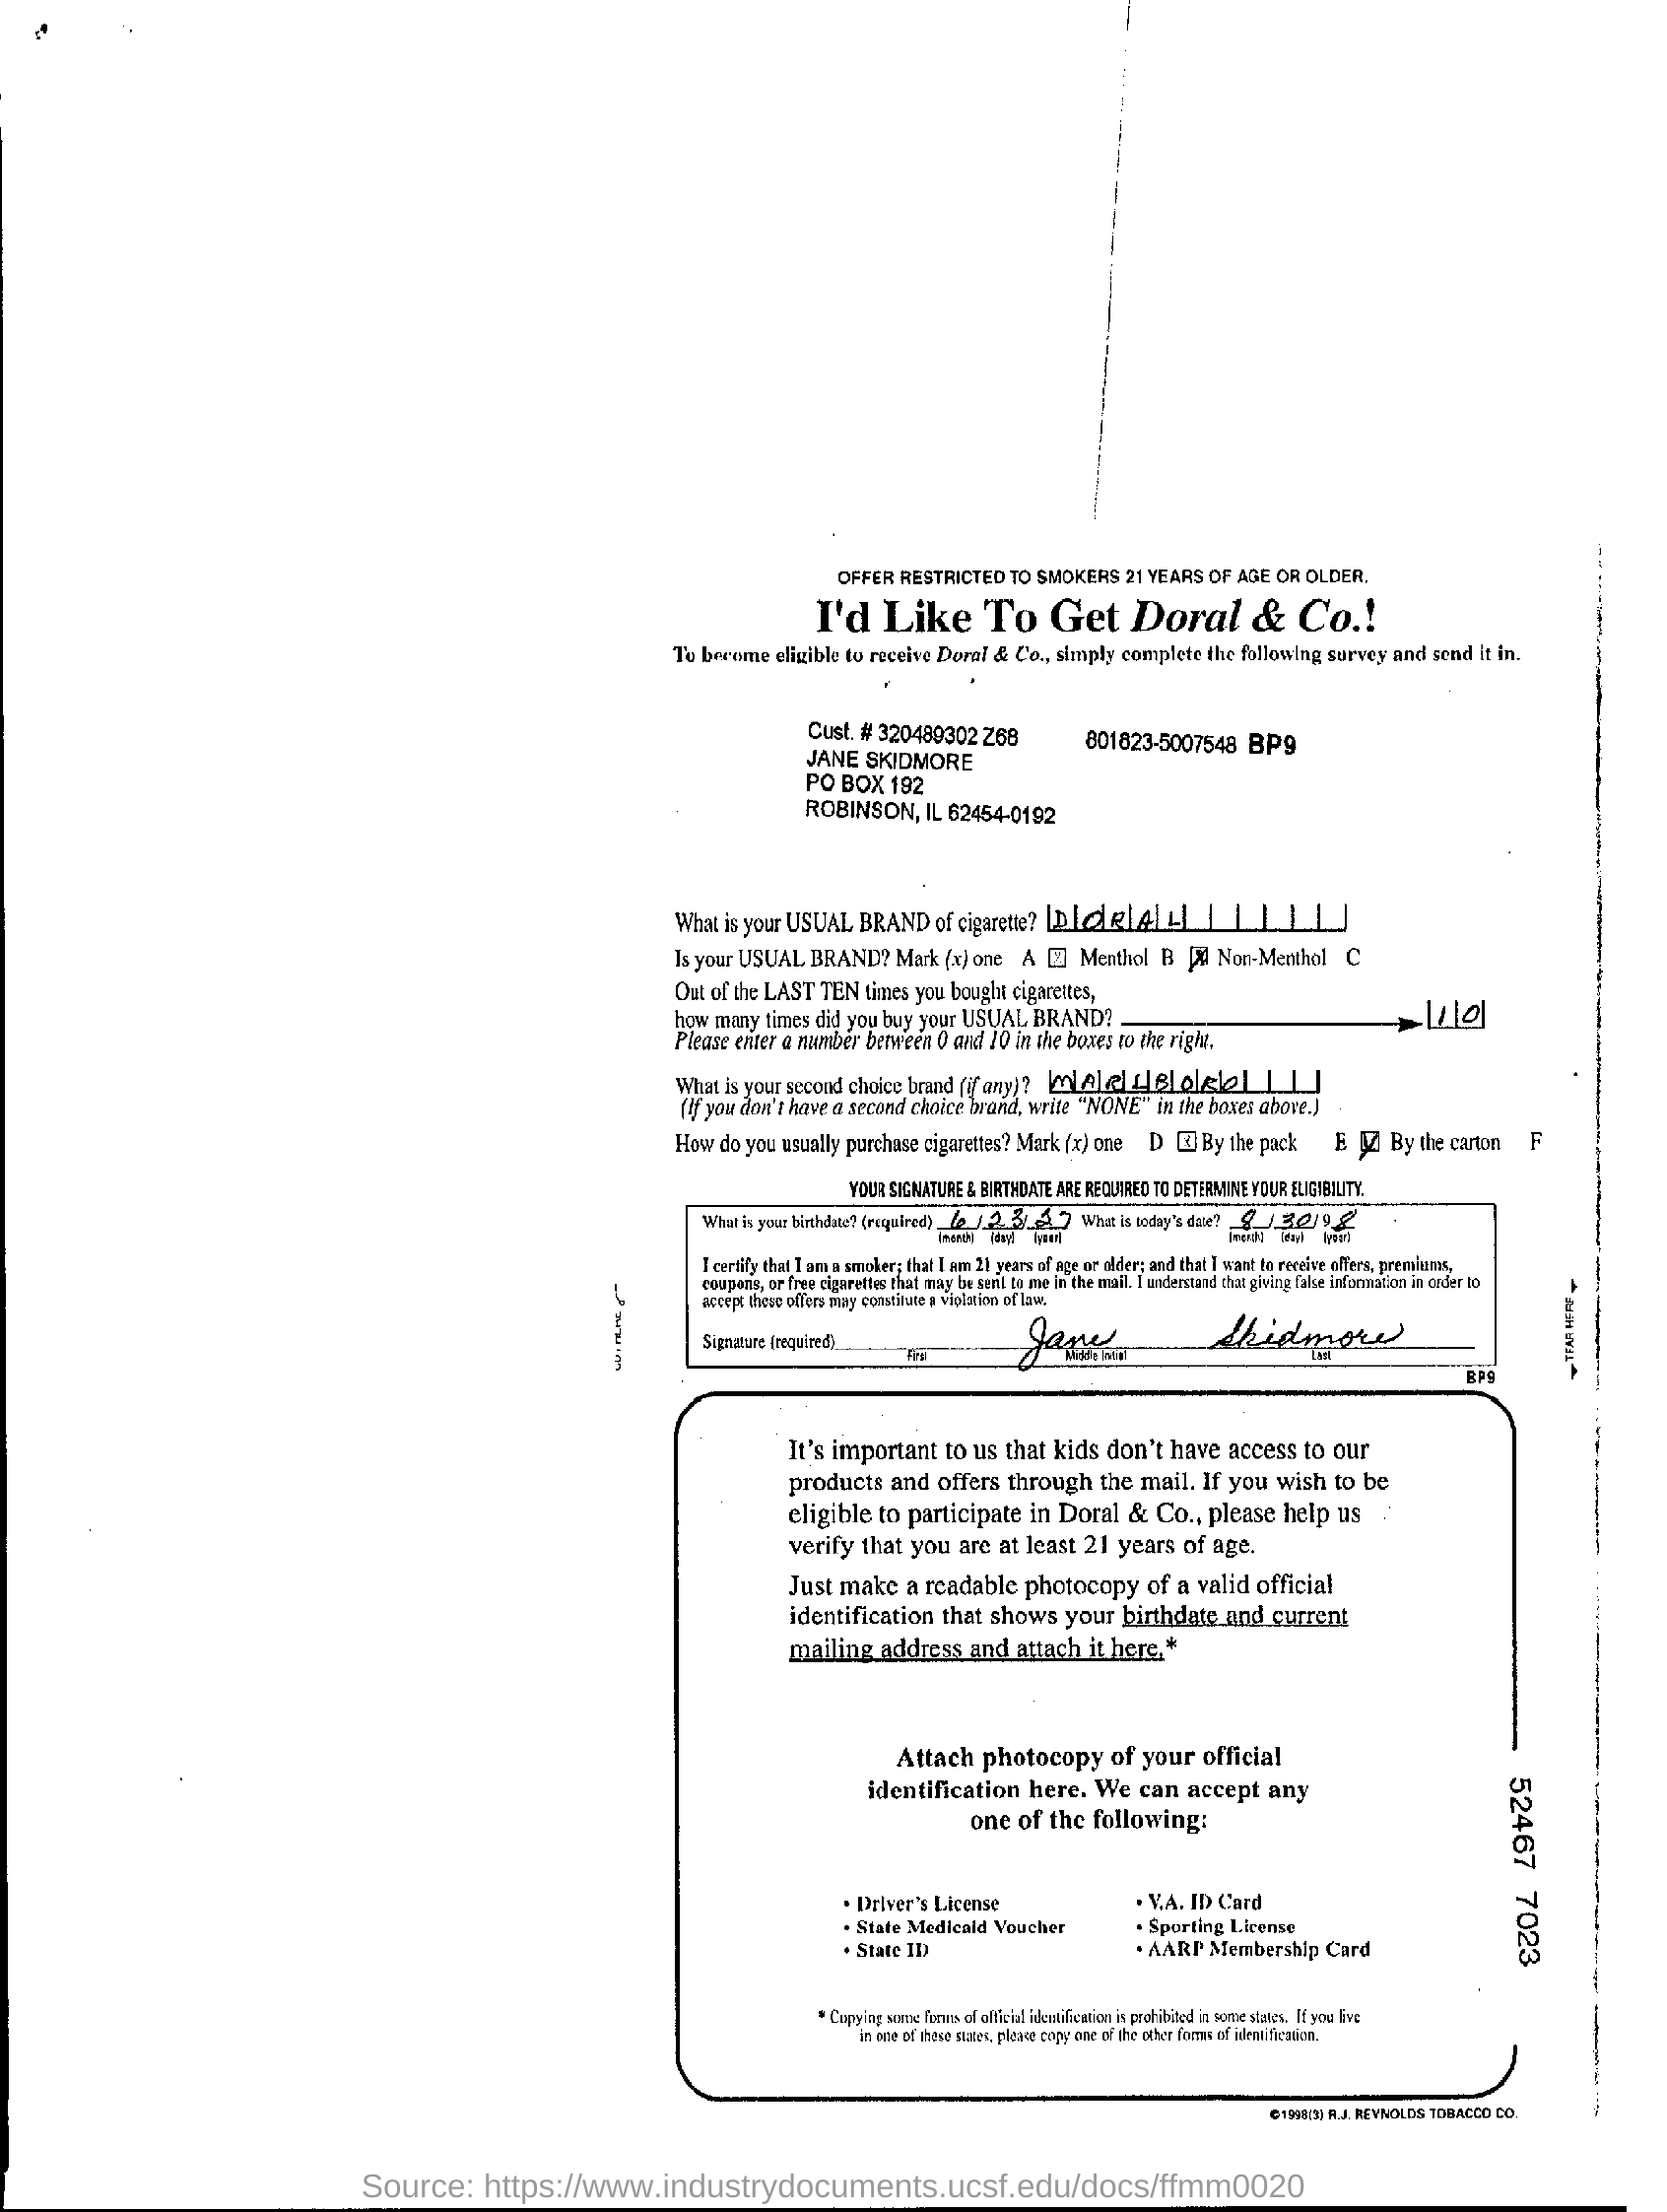 OFFER RESTRICTED TO SMOKERS 21 YEARS OF AGE OR OLDER.
I'd Like To Get Doral & Co.!
To become eligible to receive Doral & Co., simply complete the following survey and send it in.
Cust. # 320489302 Z68 801623-5007548 BP9
JANE SKIDMORE
PO BOX 192
ROBINSON, IL 62454-0192
What is your USUAL BRAND of cigarette? DORAL
Is your USUAL BRAND? Mark (x) one A Menthol B Non-Menthol C
Out of the LAST TEN times you bought cigarettes,
how many times did you buy your USUAL BRAND? 10
Please enter a number between 0 and 10 in the boxes to the right.
What is your second choice brand (if any)? MARLBORO
(If you don't have a second choice brand, write "NONE" in the boxes above.)
How do you usually purchase cigarettes? Mark (x) one D By the pack E By the carton F
YOUR SIGNATURE & BIRTHDATE ARE REQUIRED TO DETERMINE YOUR ELIGIBILITY.
What is your birthdate? (required) 6/23/ What is today's date? 8/30/98
(month) (day) (year) (month) (day) (year)
I certify that I am a smoker; that I am 21 years of age or older; and that I want to receive offers, premiums,
coupons, or free cigarettes that may be sent to me in the mail. I understand that giving false information in order to
accept these offers may constitute a violation of law.
Signature (required) Jane Skidmore
First Middle Initial Last
BP9
TEAR HERE
It's important to us that kids don't have access to our
products and offers through the mail. If you wish to be
eligible to participate in Doral & Co., please help us
verify that you are at least 21 years of age.
Just make a readable photocopy of a valid official
identification that shows your birthdate and current
mailing address and attach it here.*
Attach photocopy of your official
identification here. We can accept any
one of the following:
• Driver's License
• State Medicaid Voucher
• State ID
• V.A. ID Card
• Sporting License
• AARP Membership Card
52467 7023
* Copying some forms of official identification is prohibited in some states. If you live
in one of these states, please copy one of the other forms of identification.
©1998(3) R.J. REYNOLDS TOBACCO CO.
Source: https://www.industrydocuments.ucsf.edu/docs/ffmm0020